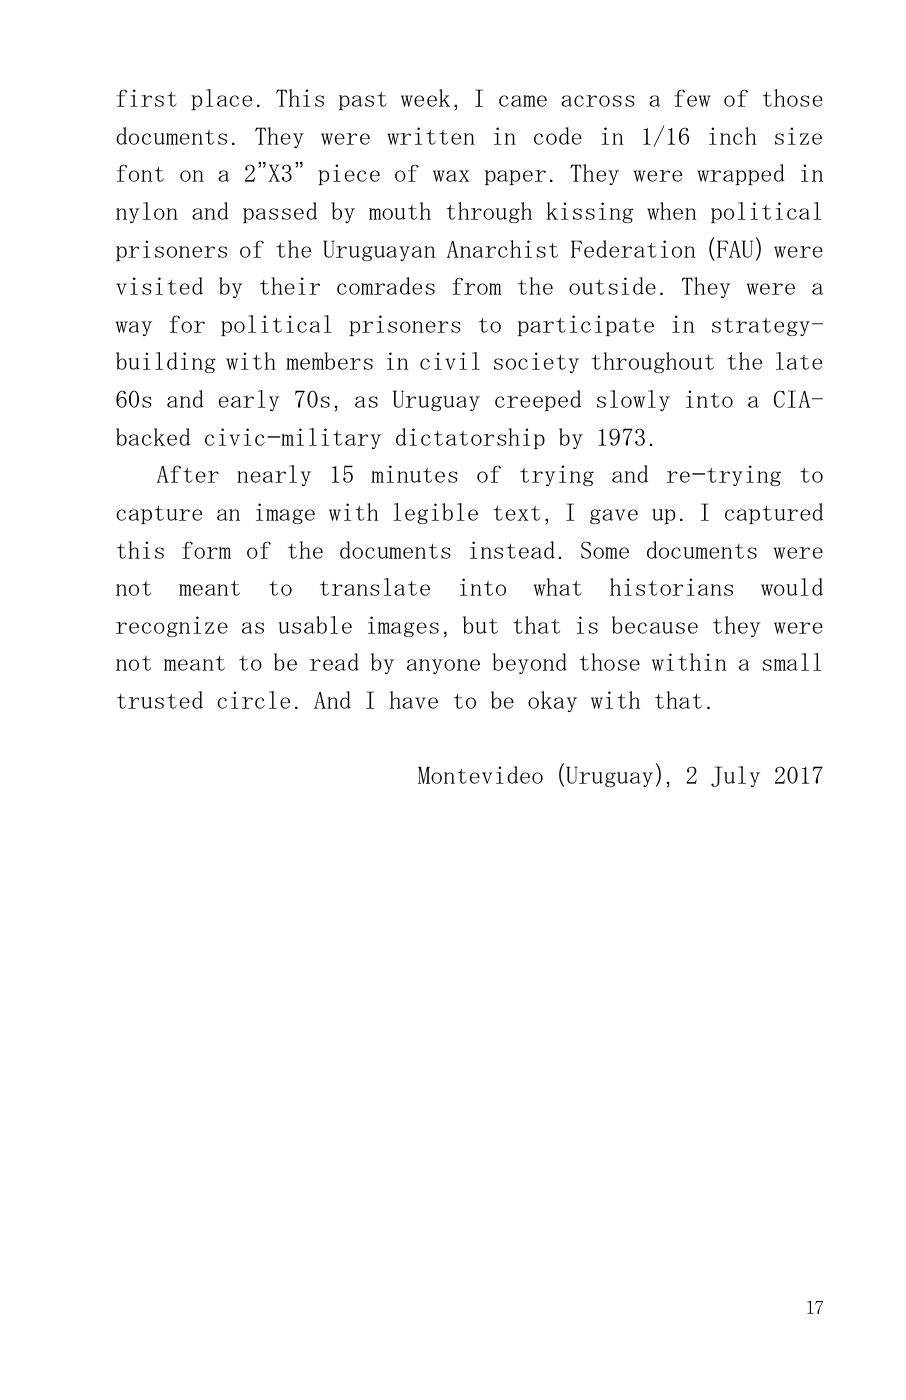 first place. This past week, I came across a few of those
documents. They were written in code in 1/16 inch size
font on a 2”X3” piece of wax paper. They were wrapped in
nylon and passed by mouth through kissing when political
prisoners of the Uruguayan Anarchist Federation (FAU) were
visited by their comrades from the outside. They were a
way for political prisoners to participate in strategy-
building with members in civil society throughout the late
60s and early 70s, as Uruguay creeped slowly into a CIA-
backed civic-military dictatorship by 1973.
After nearly 15 minutes of trying and re-trying to
capture an image with legible text, I gave up. I captured
this form of the documents instead. Some documents were
not meant to translate into what historians would
recognize as usable images, but that is because they were
not meant to be read by anyone beyond those within a small
trusted circle. And I have to be okay with that.
Montevideo (Uruguay), 2 July 2017
17